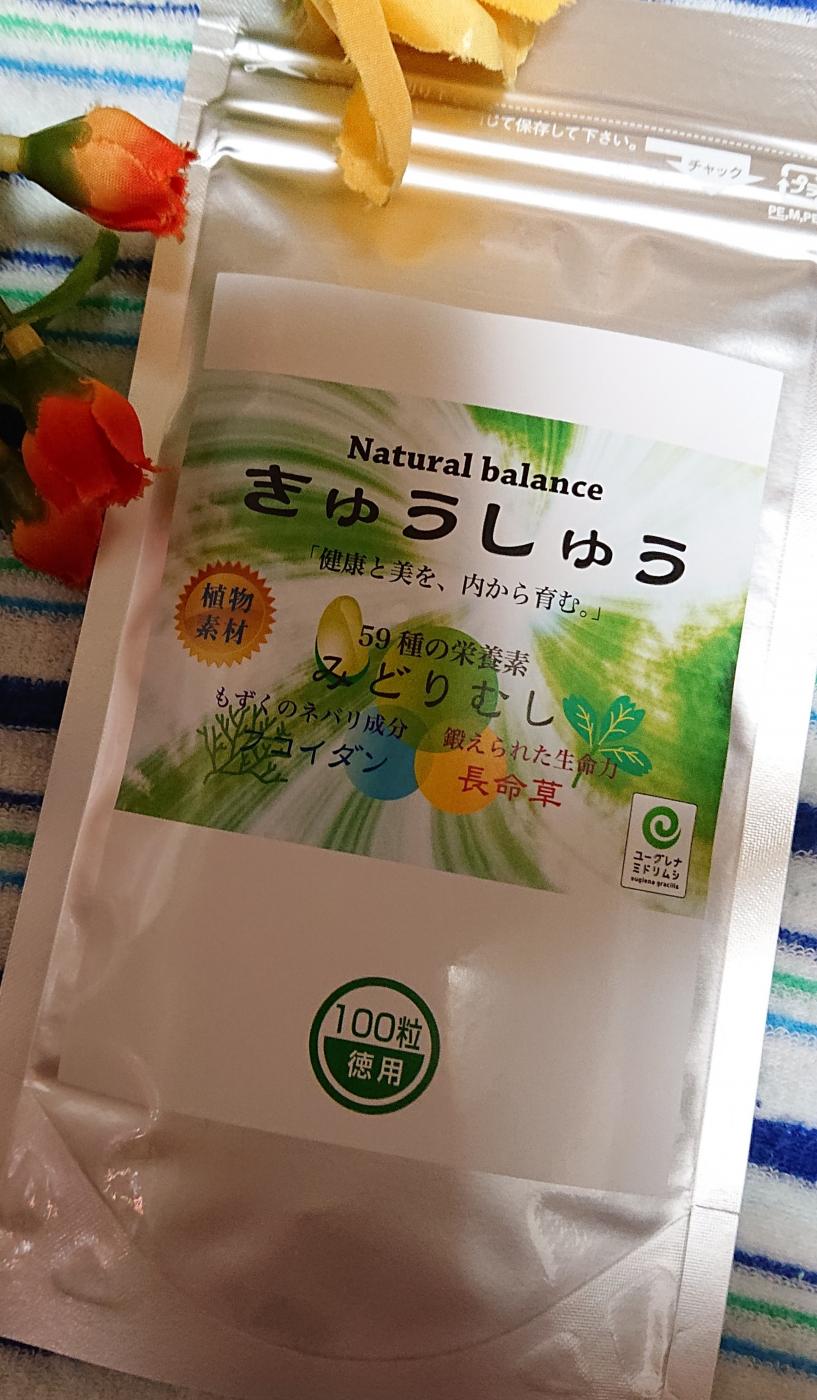 じて保存して下さい。
チャック
プラ
PE,M,PE
Natural balance
きゅうしゅう
「健康と美を、内から育む。」
植物
素材
59種の栄養素
みどりむし
もずくのネバリ成分
フコイダン
鍛えられた生命力
長命草
ユーグレナ
ミドリムシ
euglena gracilis
100粒
徳用